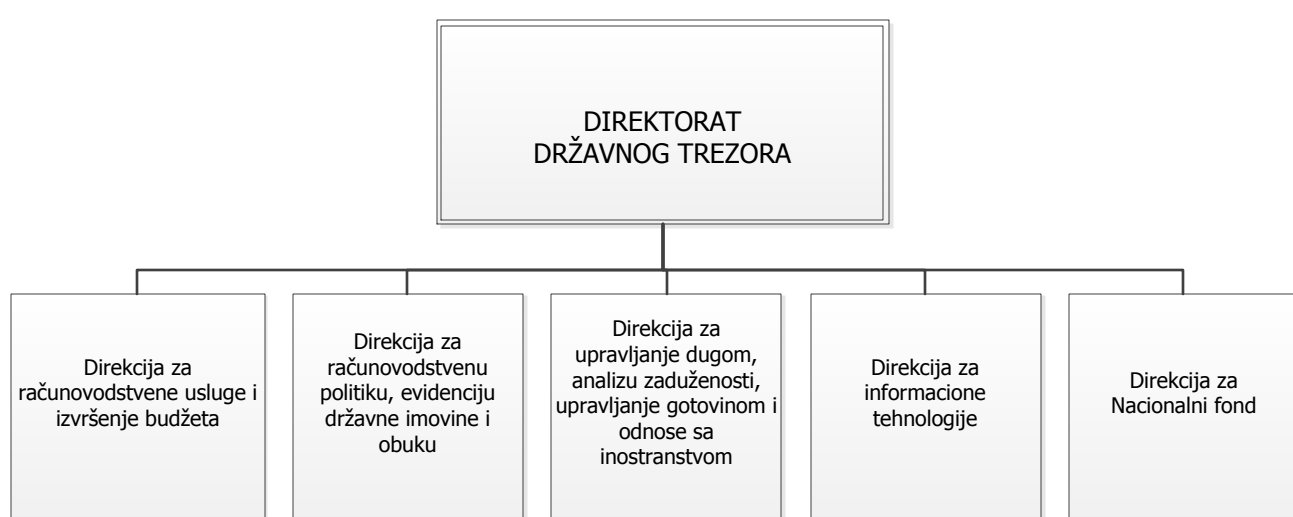 DIREKTORAT
DRŽAVNOG TREZORA
Direkcija za
računovodstvene usluge i
izvršenje budžeta
Direkcija za
računovodstvenu
politiku, evidenciju
državne imovine i
obuku
Direkcija za
upravljanje dugom,
analizu zaduženosti,
upravljanje gotovinom i
odnose sa
inostranstvom
Direkcija za
informacione
tehnologije
Direkcija za
Nacionalni fond